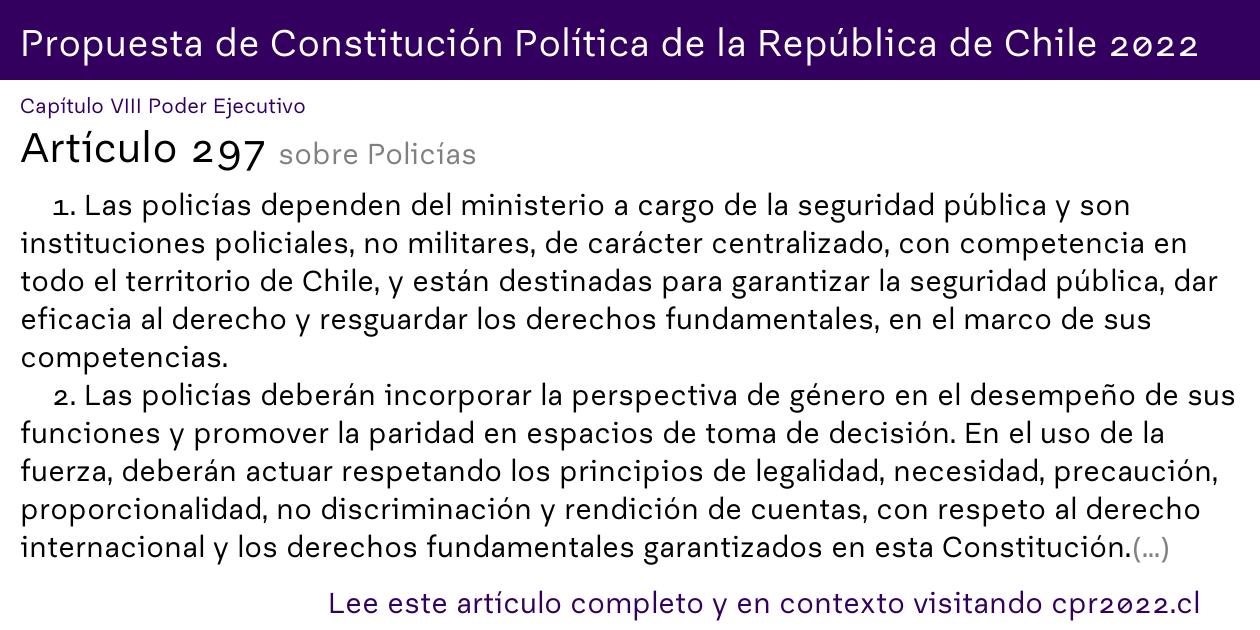 Propuesta de Constitución Política de la República de Chile 2022
Capítulo VIII Poder Ejecutivo
Artículo 297 sobre Policías
1. Las policías dependen del ministerio a cargo de la seguridad pública y son
instituciones policiales, no militares, de carácter centralizado, con competencia en
todo el territorio de Chile, y están destinadas para garantizar la seguridad pública, dar
eficacia al derecho y resguardar los derechos fundamentales, en el marco de sus
competencias.
2. Las policías deberán incorporar la perspectiva de género en el desempeño de sus
funciones y promover la paridad en espacios de toma de decisión. En el uso de la
fuerza, deberán actuar respetando los principios de legalidad, necesidad, precaución,
proporcionalidad, no discriminación y rendición de cuentas, con respeto al derecho
internacional y los derechos fundamentales garantizados en esta Constitución.(...)
Lee este artículo completo y en contexto visitando cpr2022.cl